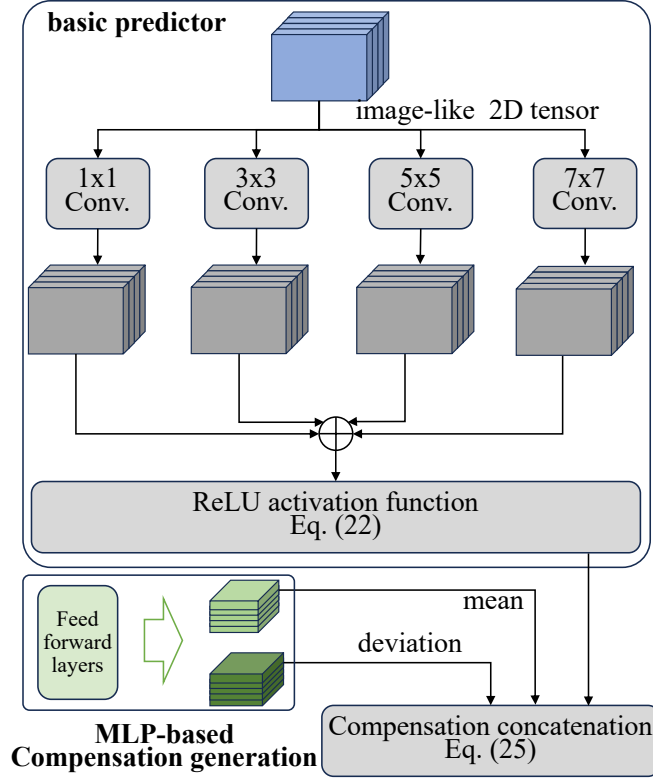 basic predictor
image-like 2D tensor
1x1
Conv.
3x3
Conv.
5x5
Conv.
7x7
Conv.
ReLU activation function
Eq. (22)
Feed
forward
layers
mean
deviation
MLP-based
Compensation generation
Compensation concatenation
Eq. (25)